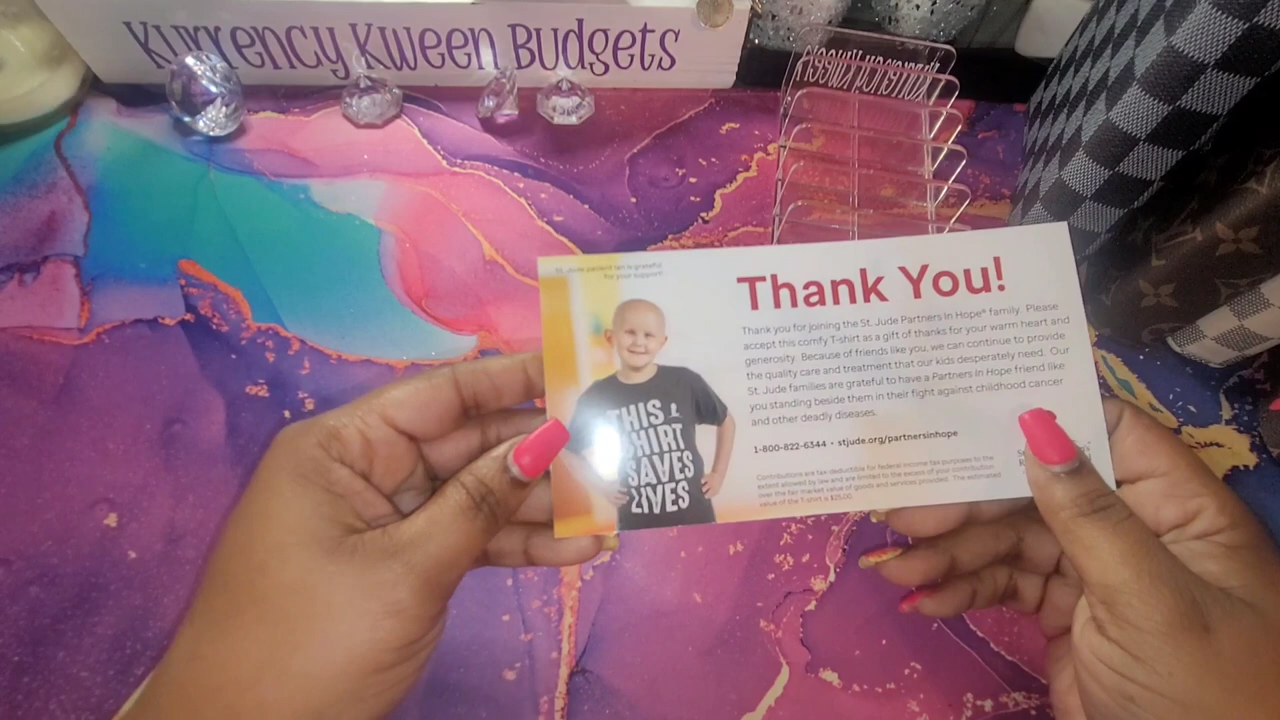 Kurrency Kween Budgets
St. Jude patient Ian is grateful
for your support
Thank You!
Thank you for joining the St. Jude Partners In Hope® family. Please
accept this comfy T-shirt as a gift of thanks for your warm heart and
generosity. Because of friends like you, we can continue to provide
the quality care and treatment that our kids desperately need. Our
St. Jude families are grateful to have a Partners In Hope friend like
you standing beside them in their fight against childhood cancer
and other deadly diseases.
1-800-822-6344 • stjude.org/partnersinhope
Contributions are tax-deductible for federal income tax purposes to the
extent allowed by law and are limited to the excess of your contribution
over the fair market value of goods and services provided. The estimated
value of the T-shirt is $25.00.
THIS
SHIRT
SAVES
LIVES